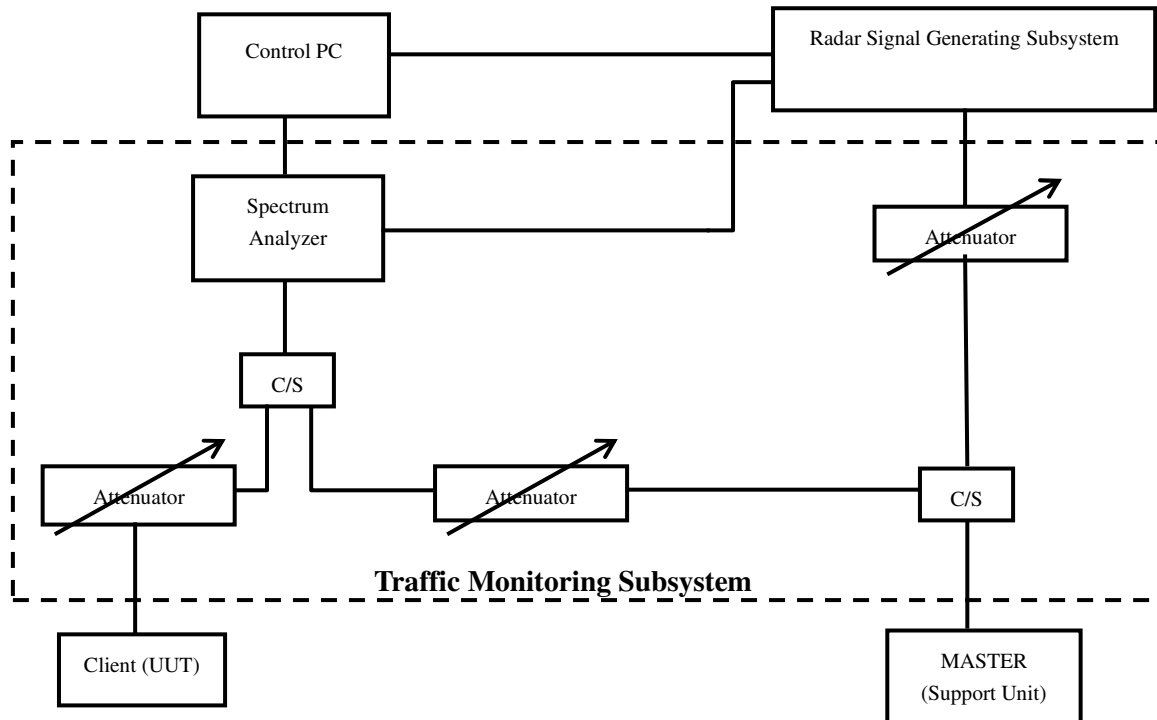 Control PC
Radar Signal Generating Subsystem
Spectrum
Analyzer
Attenuator
C/S
Attenuator
Attenuator
C/S
Traffic Monitoring Subsystem
Client (UUT)
MASTER
(Support Unit)